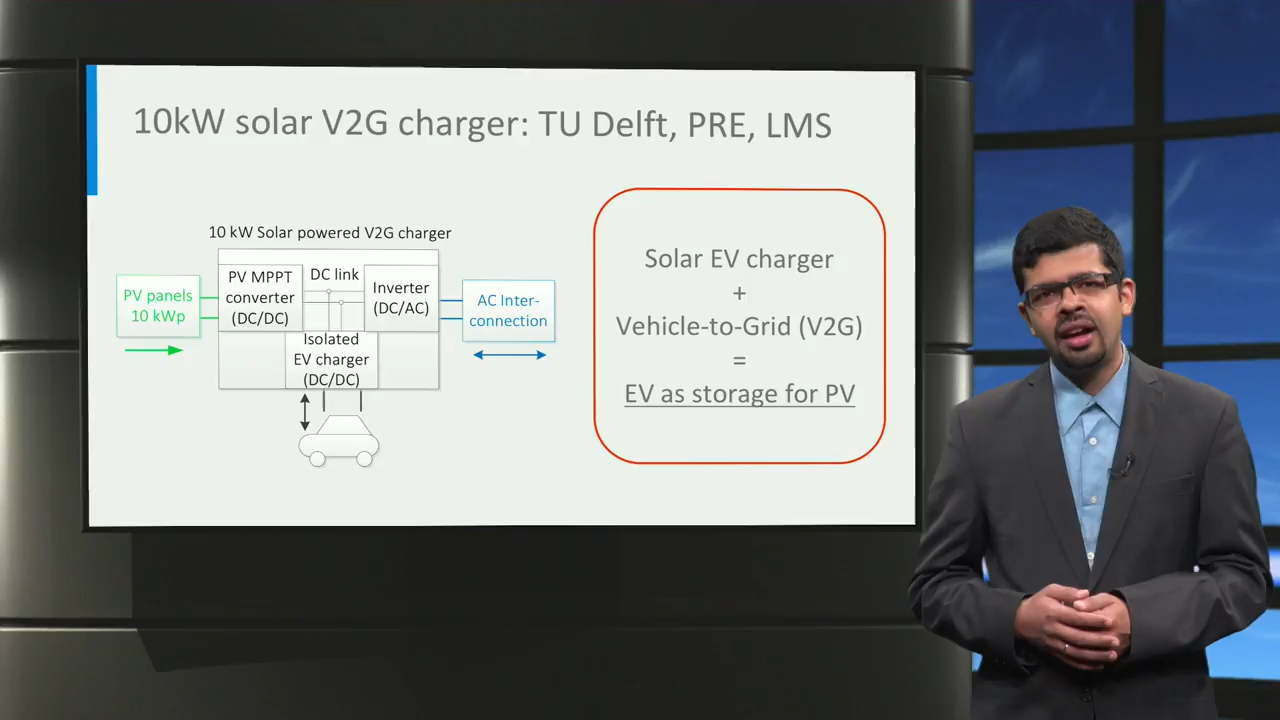 10kW solar V2G charger: TU Delft, PRE, LMS
10 kW Solar powered V2G charger
PV panels
10 kWp
PV MPPT
converter
(DC/DC)
DC link
Inverter
(DC/AC)
AC Inter-
connection
Isolated
EV charger
(DC/DC)
Solar EV charger
+
Vehicle-to-Grid (V2G)
=
EV as storage for PV